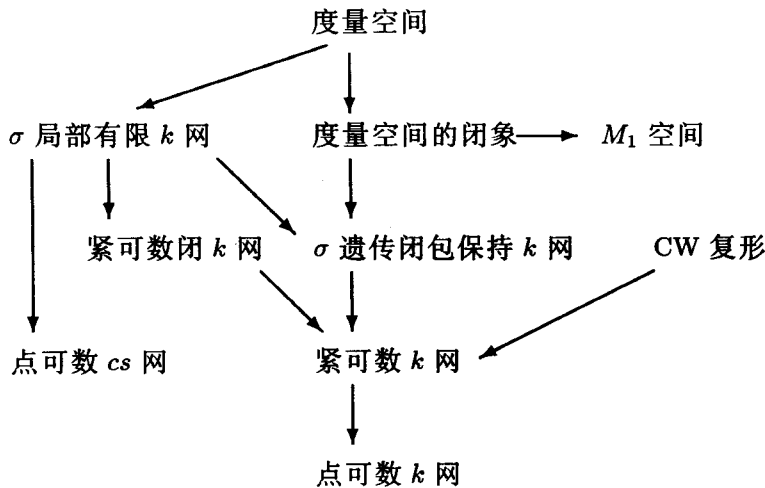 度量空间
σ 局部有限 k 网 度量空间的闭象 M₁ 空间
紧可数闭 k 网 σ 遗传闭包保持 k 网 CW 复形
点可数 cs 网 紧可数 k 网
点可数 k 网